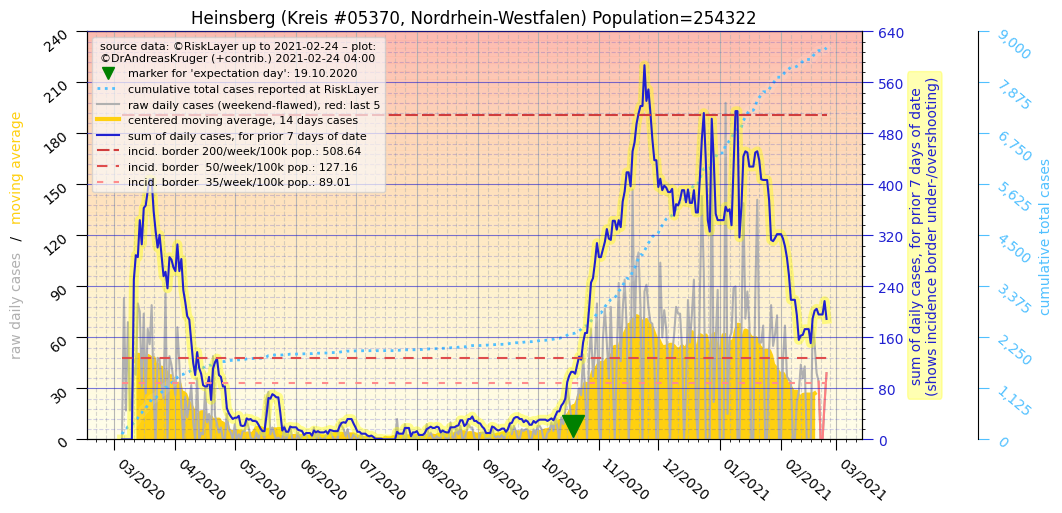 Heinsberg (Kreis #05370, Nordrhein-Westfalen) Population=254322
source data: ©RiskLayer up to 2021-02-24 – plot:
©DrAndreasKruger (+contrib.) 2021-02-24 04:00
marker for 'expectation day': 19.10.2020
cumulative total cases reported at RiskLayer
raw daily cases (weekend-flawed), red: last 5
centered moving average, 14 days cases
sum of daily cases, for prior 7 days of date
incid. border 200/week/100k pop.: 508.64
incid. border  50/week/100k pop.: 127.16
incid. border  35/week/100k pop.: 89.01
raw daily cases / moving average
240
210
180
150
120
90
60
30
0
03/2020
04/2020
05/2020
06/2020
07/2020
08/2020
09/2020
10/2020
11/2020
12/2020
01/2021
02/2021
03/2021
640
560
480
400
320
240
160
80
0
sum of daily cases, for prior 7 days of date
(shows incidence border under-/overshooting)
9,000
7,875
6,750
5,625
4,500
3,375
2,250
1,125
0
cumulative total cases